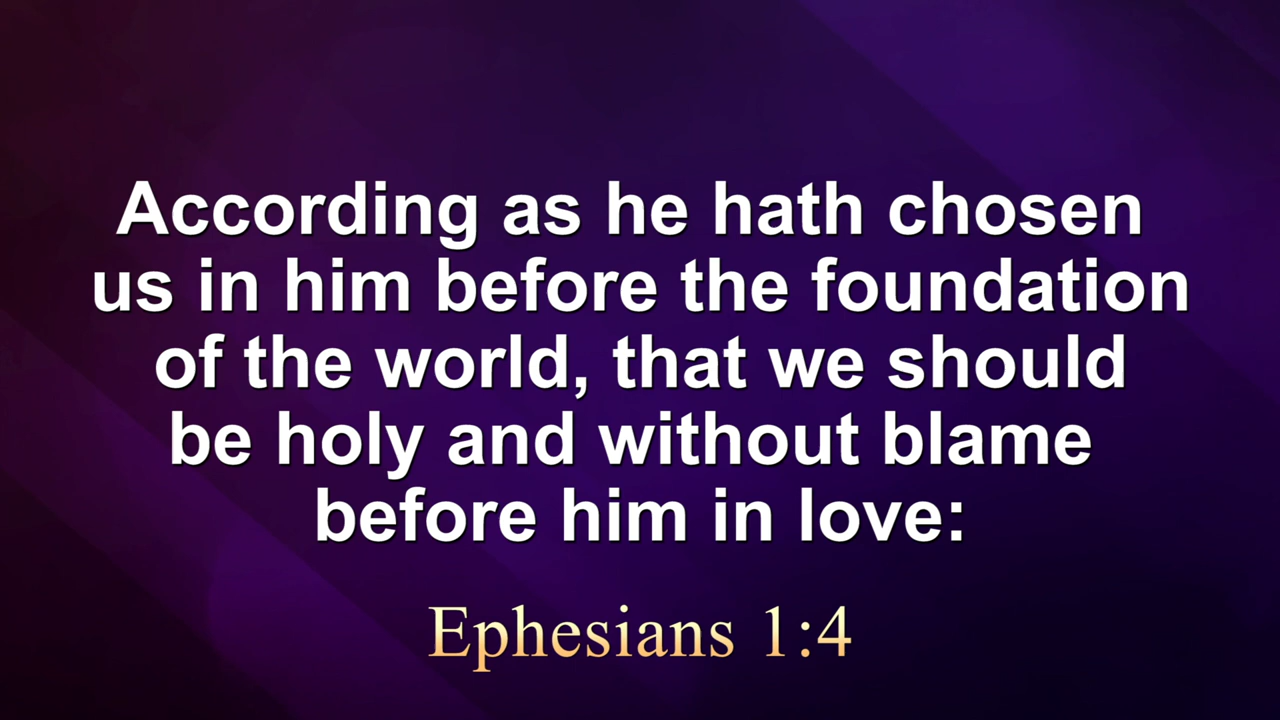 According as he hath chosen
us in him before the foundation
of the world, that we should
be holy and without blame
before him in love:
Ephesians 1:4